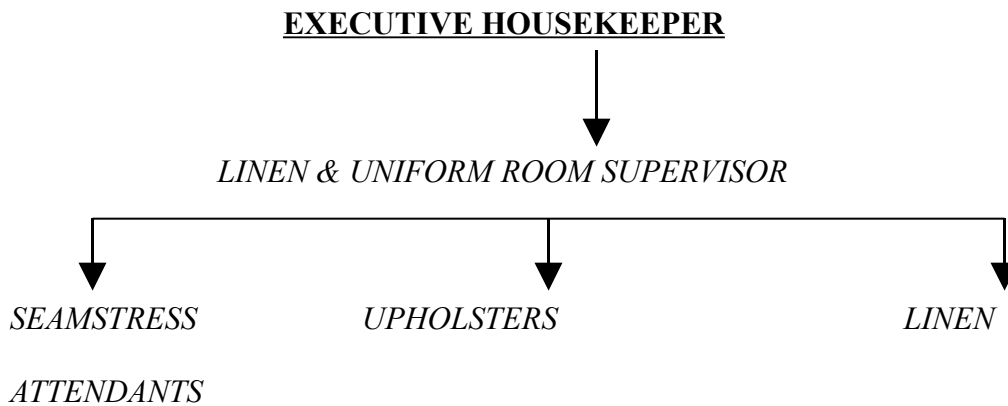 EXECUTIVE HOUSEKEEPER
LINEN & UNIFORM ROOM SUPERVISOR
SEAMSTRESS UPHOLSTERS LINEN
ATTENDANTS